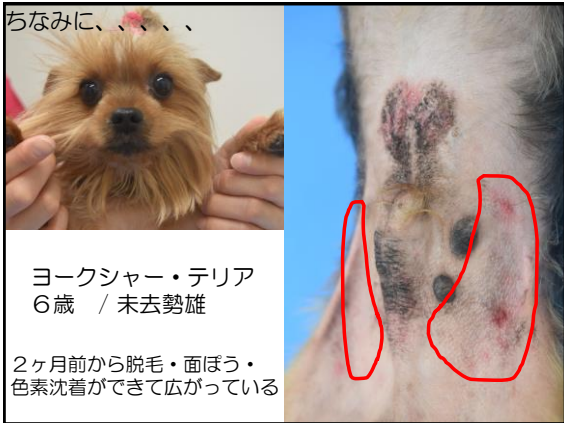 ちなみに、、、、、
ヨークシャー・テリア
６歳　/ 未去勢雄
２ヶ月前から脱毛・面ぽう・
色素沈着ができて広がっている